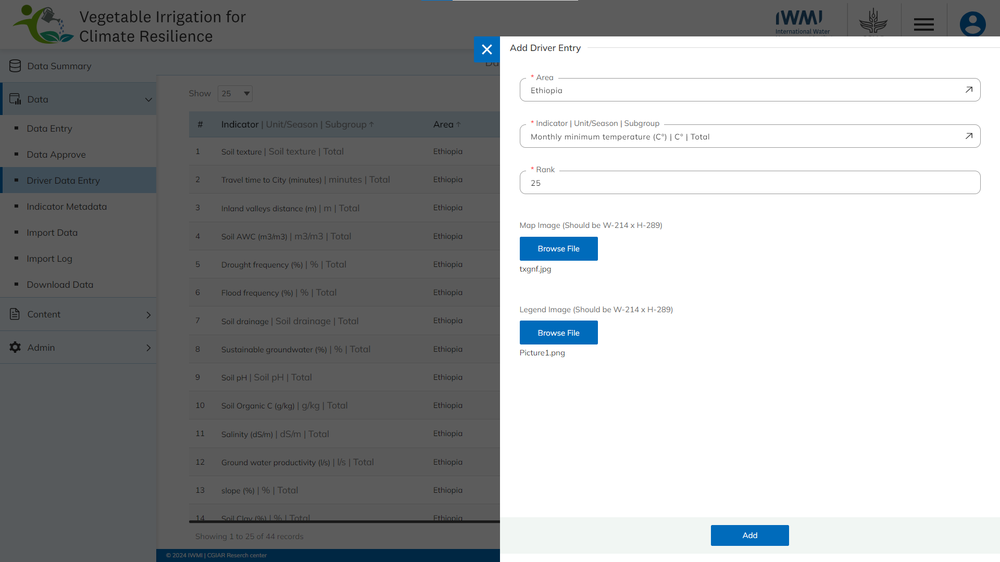 Vegetable Irrigation for
Climate Resilience
IWMI
International Water
Data Summary
Data
Data Entry
Data Approve
Driver Data Entry
Indicator Metadata
Import Data
Import Log
Download Data
Content
Admin
Show 25
# Indicator | Unit/Season | Subgroup ↑ Area ↑
1 Soil texture | Soil texture | Total Ethiopia
2 Travel time to City (minutes) | minutes | Total Ethiopia
3 Inland valleys distance (m) | m | Total Ethiopia
4 Soil AWC (m3/m3) | m3/m3 | Total Ethiopia
5 Drought frequency (%) | % | Total Ethiopia
6 Flood frequency (%) | % | Total Ethiopia
7 Soil drainage | Soil drainage | Total Ethiopia
8 Sustainable groundwater (%) | % | Total Ethiopia
9 Soil pH | Soil pH | Total Ethiopia
10 Soil Organic C (g/kg) | g/kg | Total Ethiopia
11 Salinity (dS/m) | dS/m | Total Ethiopia
12 Ground water productivity (l/s) | l/s | Total Ethiopia
13 slope (%) | % | Total Ethiopia
14 Soil Clay (%) | % | Total Ethiopia
Showing 1 to 25 of 44 records
© 2024 IWMI | CGIAR Reserch center
Add Driver Entry
* Area
Ethiopia
* Indicator | Unit/Season | Subgroup
Monthly minimum temperature (C°) | C° | Total
* Rank
25
Map Image (Should be W-214 x H-289)
Browse File
txgnf.jpg
Legend Image (Should be W-214 x H-289)
Browse File
Picture1.png
Add